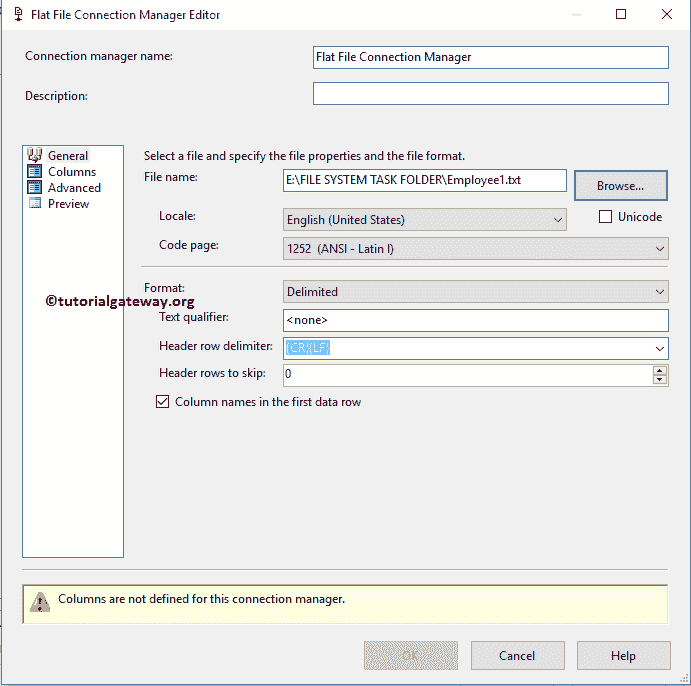 Flat File Connection Manager Editor
Connection manager name: Flat File Connection Manager
Description:
General
Columns
Advanced
Preview
Select a file and specify the file properties and the file format.
File name: E:\FILE SYSTEM TASK FOLDER\Employee1.txt Browse...
Locale: English (United States) Unicode
Code page: 1252 (ANSI - Latin I)
©tutorialgateway.org
Format: Delimited
Text qualifier: <none>
Header row delimiter: {CR}{LF}
Header rows to skip: 0
Column names in the first data row
Columns are not defined for this connection manager.
OK Cancel Help